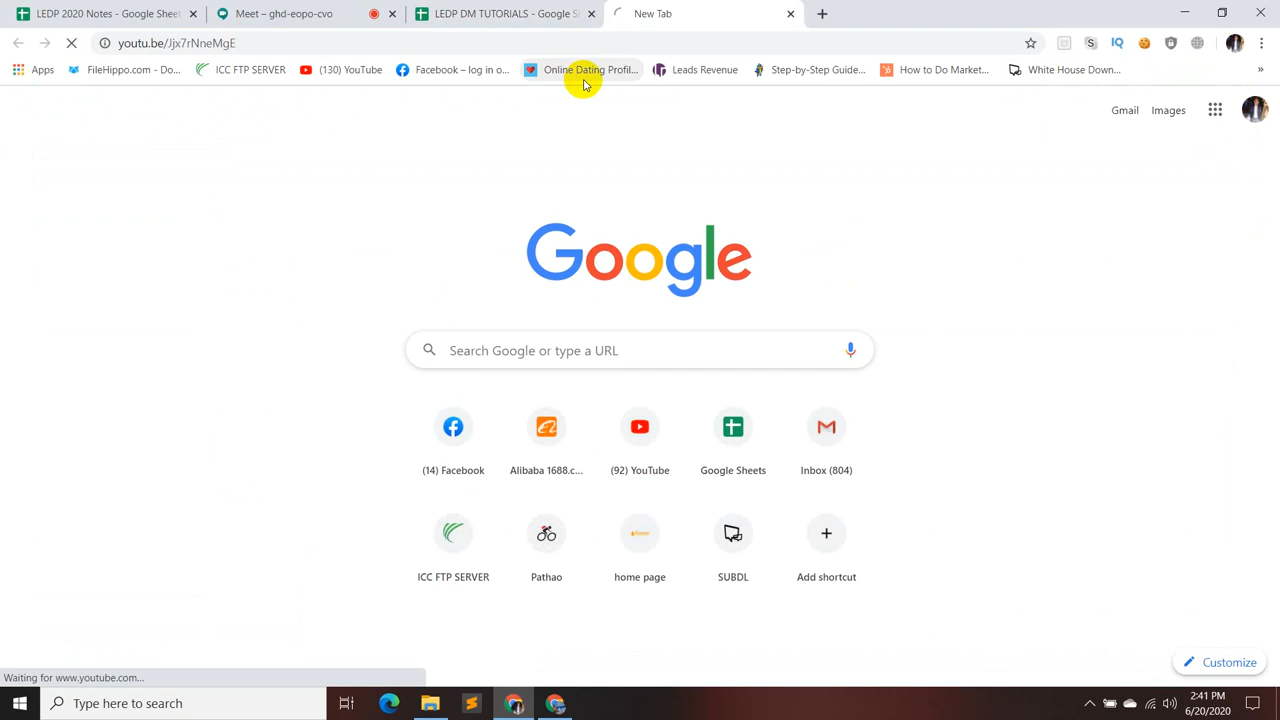 LEDP 2020 Notes - Google Sheet
Meet – ghd-eopo-cvo
LEDP DM TUTORIALS - Google S
New Tab
youtu.be/Jjx7rNneMgE
Apps
FileHippo.com - Do...
ICC FTP SERVER
(130) YouTube
Facebook – log in o...
Online Dating Profil...
Leads Revenue
Step-by-Step Guide...
How to Do Market...
White House Down...
Gmail
Images
Google
Search Google or type a URL
(14) Facebook
Alibaba 1688.c...
(92) YouTube
Google Sheets
Inbox (804)
ICC FTP SERVER
Pathao
home page
SUBDL
Add shortcut
Customize
Waiting for www.youtube.com...
Type here to search
2:41 PM
6/20/2020